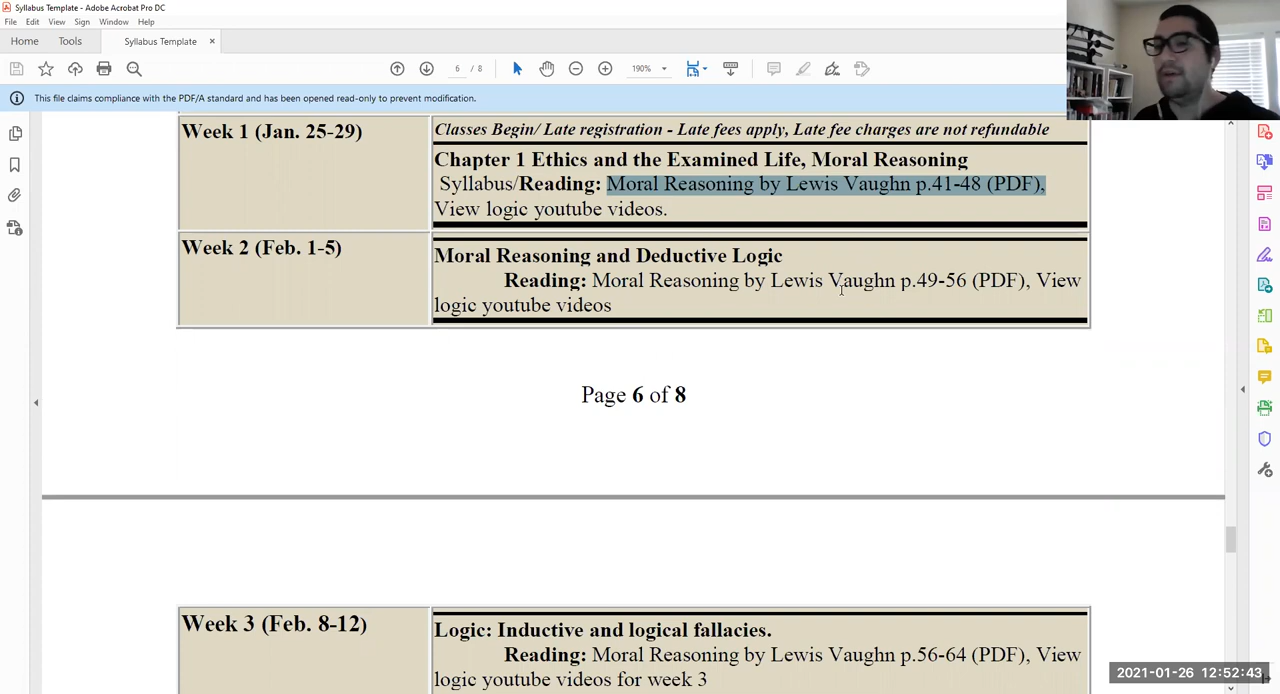 Syllabus Template - Adobe Acrobat Pro DC
File Edit View Sign Window Help
Home Tools Syllabus Template ×
6 / 8 190%
This file claims compliance with the PDF/A standard and has been opened read-only to prevent modification.
Week 1 (Jan. 25-29)
Classes Begin/ Late registration - Late fees apply, Late fee charges are not refundable
Chapter 1 Ethics and the Examined Life, Moral Reasoning
Syllabus/Reading: Moral Reasoning by Lewis Vaughn p.41-48 (PDF),
View logic youtube videos.
Week 2 (Feb. 1-5)
Moral Reasoning and Deductive Logic
Reading: Moral Reasoning by Lewis Vaughn p.49-56 (PDF), View
logic youtube videos
Page 6 of 8
Week 3 (Feb. 8-12)
Logic: Inductive and logical fallacies.
Reading: Moral Reasoning by Lewis Vaughn p.56-64 (PDF), View
logic youtube videos for week 3
2021-01-26 12:52:43